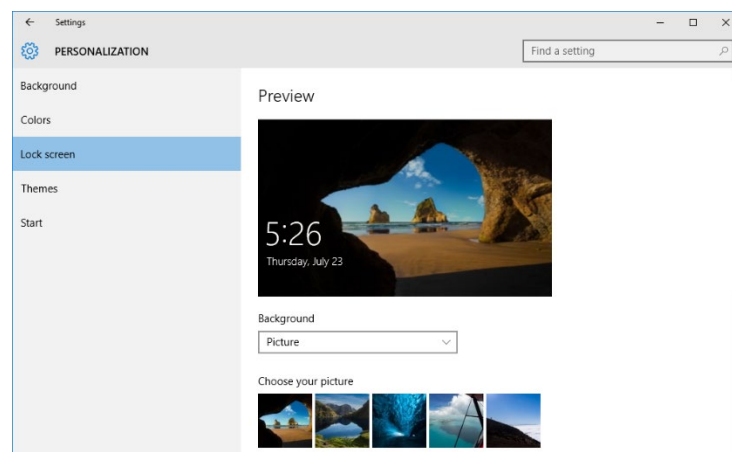 Settings
PERSONALIZATION
Find a setting
Background
Colors
Lock screen
Themes
Start
Preview
5:26
Thursday, July 23
Background
Picture
Choose your picture